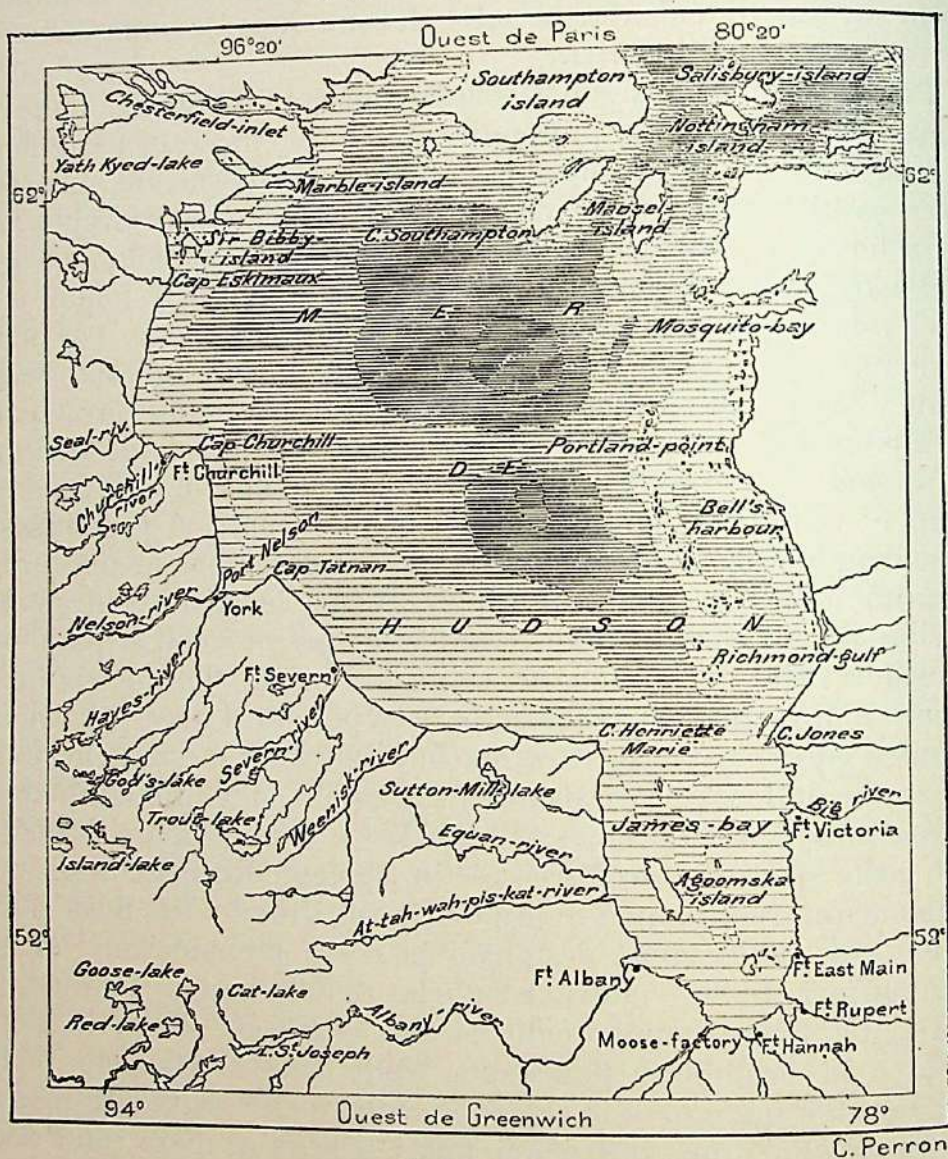 96°20' Ouest de Paris 80°20'
Southampton
island
Salisbury-island
Chesterfield-inlet
Nottingham-
island
Yath Kyed-lake
62°
62°
Marble-island
Mansel-
island
C. Southampton
Sir Bibby-
island
Cap Eskimaux
M E R
Mosquito-bay
Seal-riv.
Cap Churchill
Portland-point
Ft Churchill
D E
Churchill
river
Bell's
harbour
Port Nelson
Cap Tatnan
Nelson-river
York
H U D S O N
Richmond-gulf
Hayes-river
Ft Severn
C. Henriette
Marie
C. Jones
Severn-river
God's-lake
Weenisk-river
Sutton-Mill-lake
Trout-lake
Big river
James-bay
Ft Victoria
Equan-river
Island-lake
Agoomska
island
At-tah-wah-pis-kat-river
52°
52°
Goose-lake
Ft Albany
Ft East Main
Cat-lake
Red-lake
Albany-river
Ft Rupert
L. St Joseph
Moose-factory
Ft Hannah
94° Ouest de Greenwich 78°
C. Perron